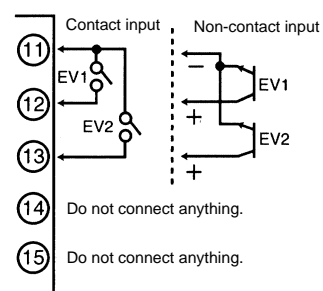 Contact input
Non-contact input
11
EV1
12
EV2
13
−
EV1
+
EV2
+
14 Do not connect anything.
15 Do not connect anything.